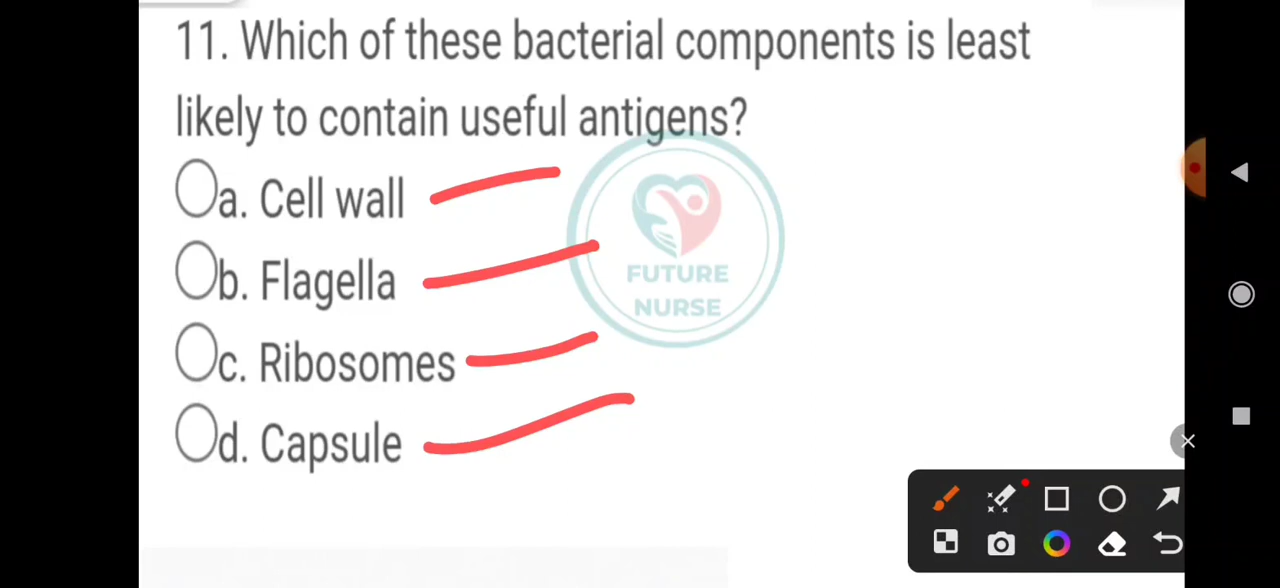 11. Which of these bacterial components is least
likely to contain useful antigens?
a. Cell wall
b. Flagella
c. Ribosomes
d. Capsule
FUTURE
NURSE